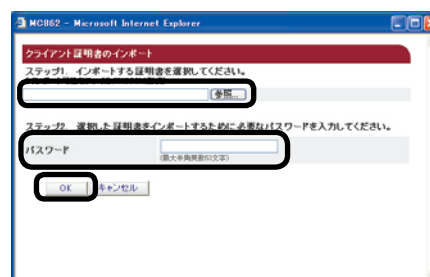 MC862 - Microsoft Internet Explorer
クライアント証明書のインポート
ステップ1. インポートする証明書を選択してください。
参照...
ステップ2. 選択した証明書をインポートするために必要なパスワードを入力してください。
パスワード
(最大半角英数63文字)
OK キャンセル